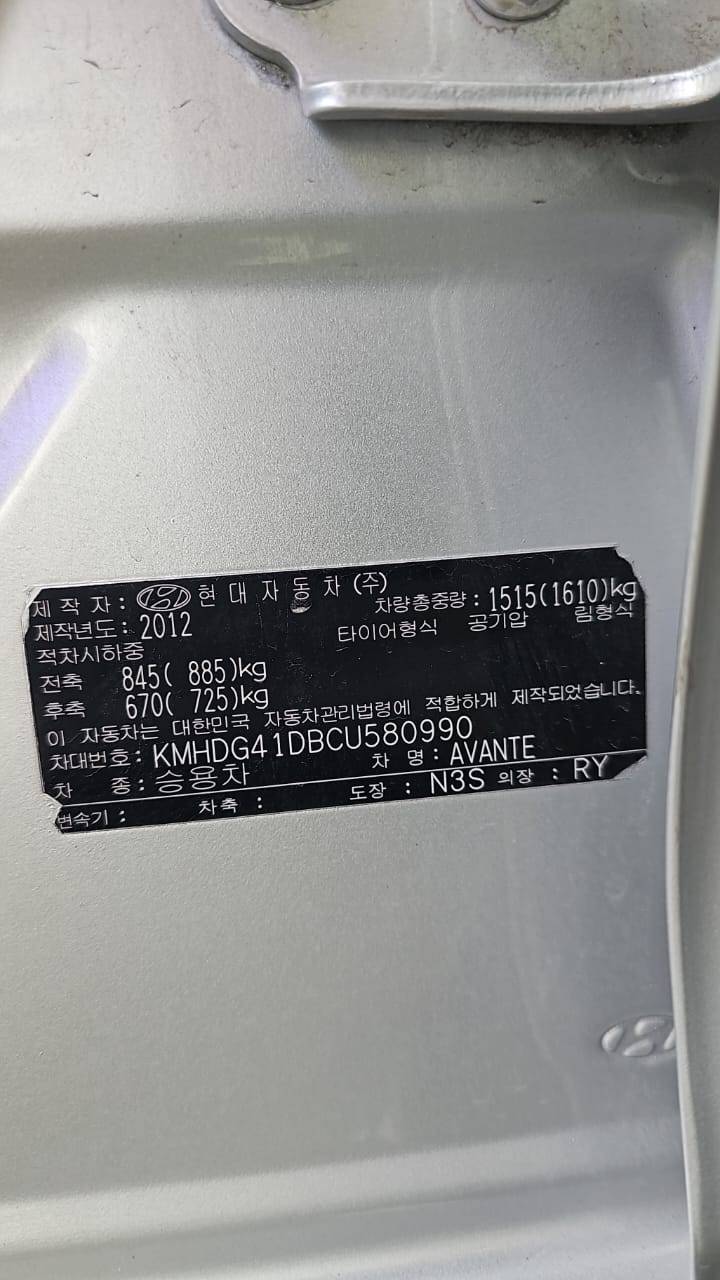 제 작 자 : 현 대 자 동 차 (주) 차량총중량 : 1515(1610)kg
제작년도 : 2012 타이어형식 공기압 림형식
적차시하중
전축 845( 885)kg
후축 670( 725)kg
이 자동차는 대한민국 자동차관리법령에 적합하게 제작되었습니다.
차대번호 : KMHDG41DBCU580990
차 종 : 승용차 차 명 : AVANTE
변속기 : 차축 : 도장 : N3S 의장 : RY